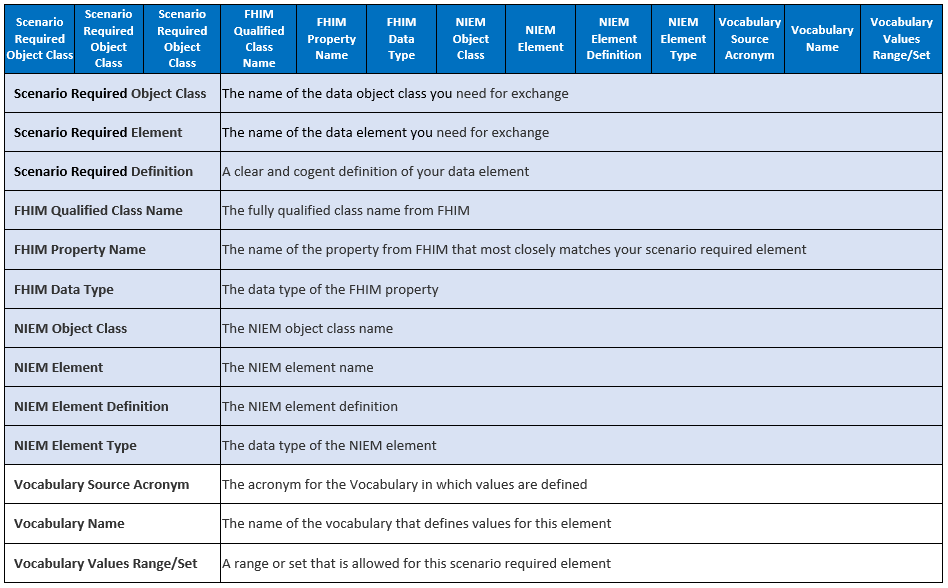 Scenario Required Object Class
Scenario Required Object Class
Scenario Required Object Class
FHIM Qualified Class Name
FHIM Property Name
FHIM Data Type
NIEM Object Class
NIEM Element
NIEM Element Definition
NIEM Element Type
Vocabulary Source Acronym
Vocabulary Name
Vocabulary Values Range/Set
Scenario Required Object Class The name of the data object class you need for exchange
Scenario Required Element The name of the data element you need for exchange
Scenario Required Definition A clear and cogent definition of your data element
FHIM Qualified Class Name The fully qualified class name from FHIM
FHIM Property Name The name of the property from FHIM that most closely matches your scenario required element
FHIM Data Type The data type of the FHIM property
NIEM Object Class The NIEM object class name
NIEM Element The NIEM element name
NIEM Element Definition The NIEM element definition
NIEM Element Type The data type of the NIEM element
Vocabulary Source Acronym The acronym for the Vocabulary in which values are defined
Vocabulary Name The name of the vocabulary that defines values for this element
Vocabulary Values Range/Set A range or set that is allowed for this scenario required element